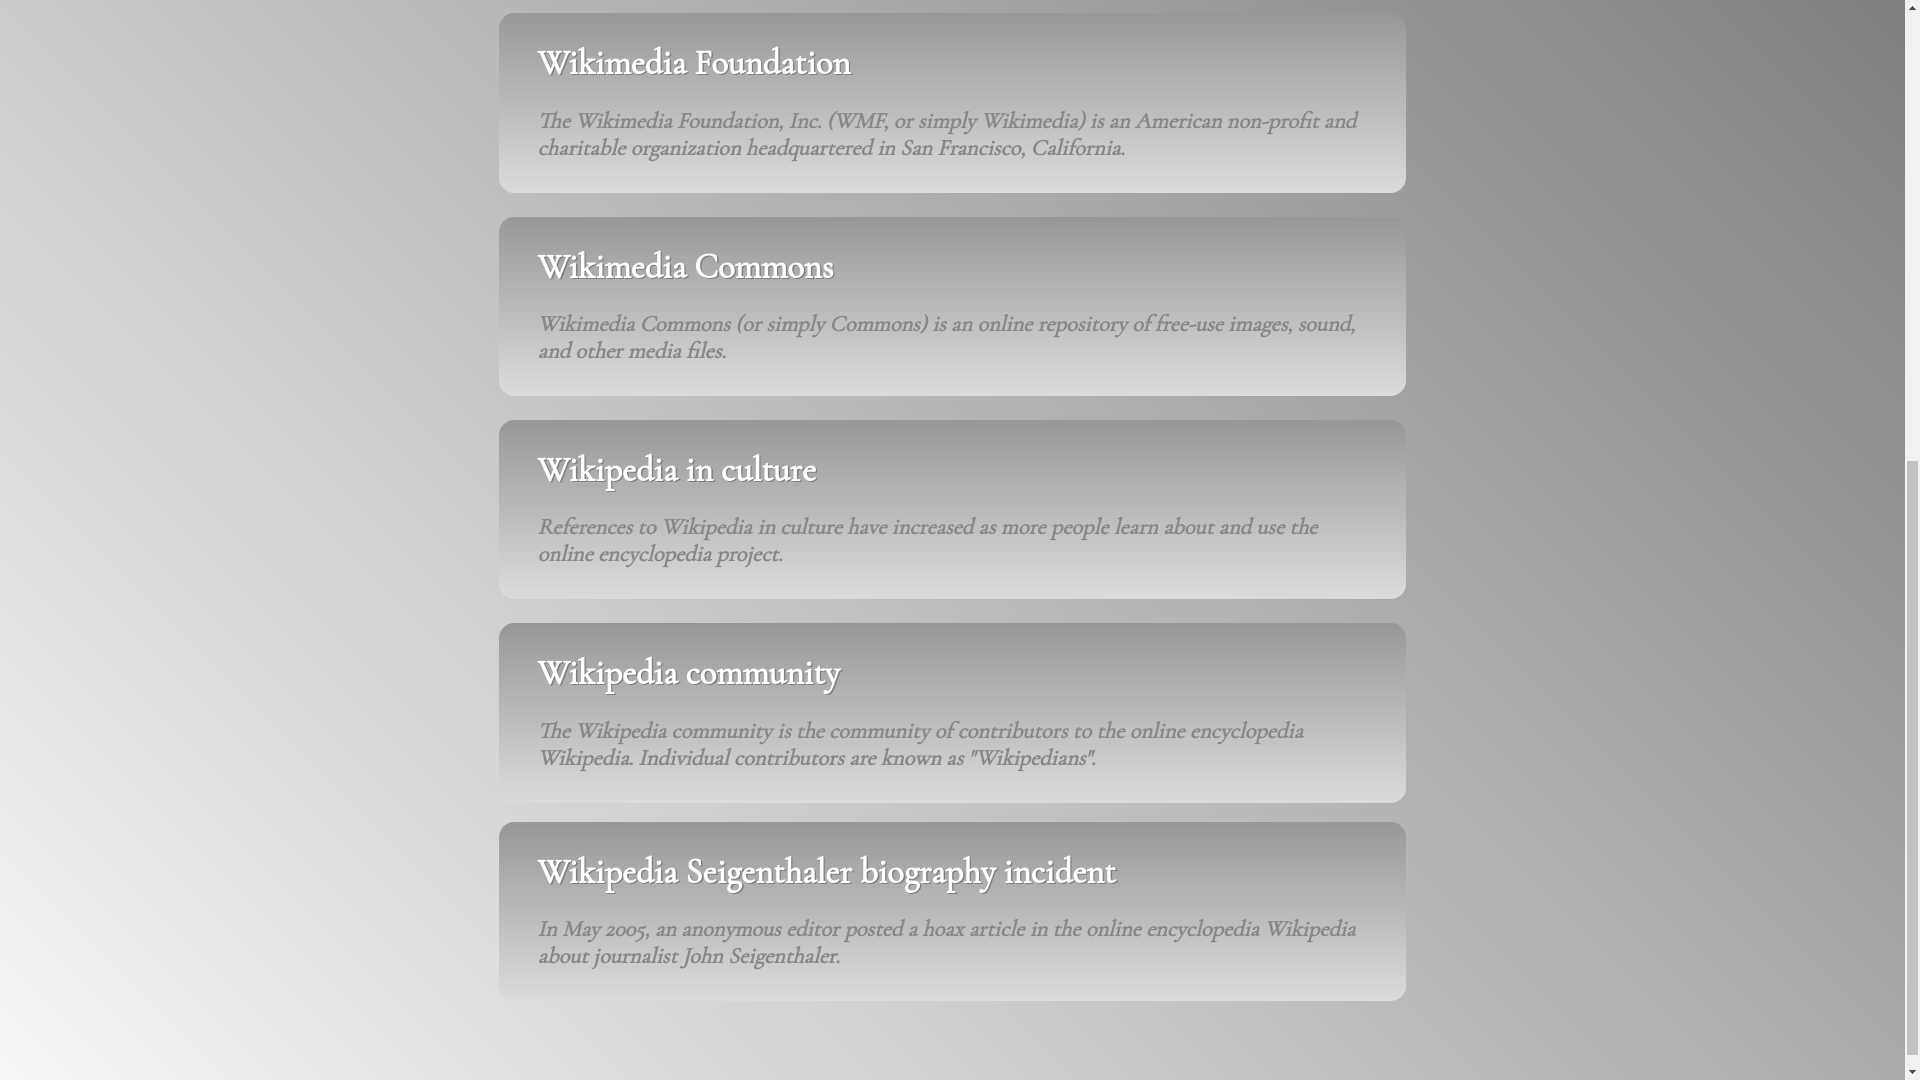 Wikimedia Foundation
The Wikimedia Foundation, Inc. (WMF, or simply Wikimedia) is an American non-profit and
charitable organization headquartered in San Francisco, California.
Wikimedia Commons
Wikimedia Commons (or simply Commons) is an online repository of free-use images, sound,
and other media files.
Wikipedia in culture
References to Wikipedia in culture have increased as more people learn about and use the
online encyclopedia project.
Wikipedia community
The Wikipedia community is the community of contributors to the online encyclopedia
Wikipedia. Individual contributors are known as "Wikipedians".
Wikipedia Seigenthaler biography incident
In May 2005, an anonymous editor posted a hoax article in the online encyclopedia Wikipedia
about journalist John Seigenthaler.